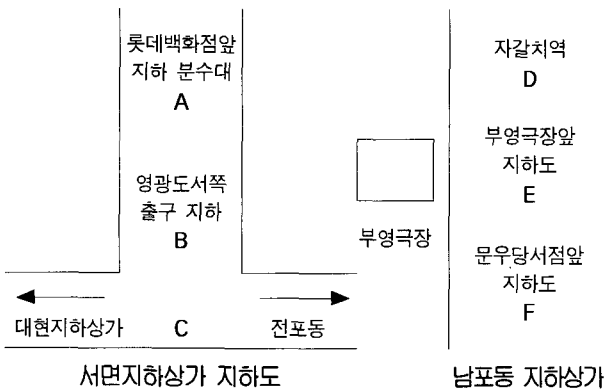 롯데백화점앞
지하 분수대
A
영광도서쪽
출구 지하
B
대현지하상가
C
전포동
서면지하상가 지하도
부영극장
자갈치역
D
부영극장앞
지하도
E
문우당서점앞
지하도
F
남포동 지하상가